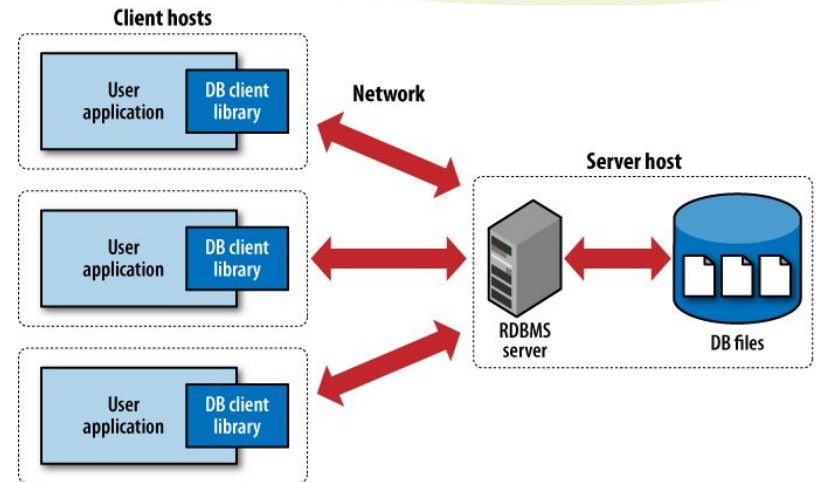 Client hosts
User
application
DB client
library
Network
User
application
DB client
library
Server host
RDBMS
server
DB files
User
application
DB client
library